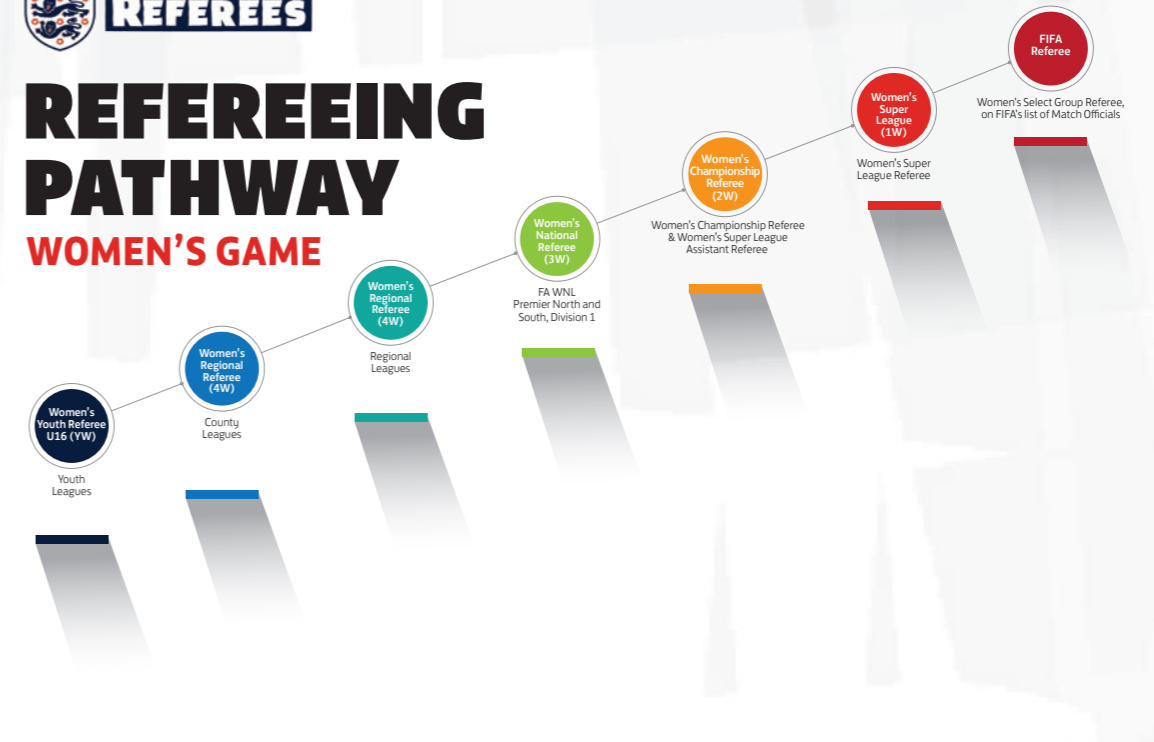 REFEREES
REFEREEING
PATHWAY
WOMEN'S GAME
Women's
Youth Referee
U16 (YW)
Youth
Leagues
Women's
Regional
Referee
(4W)
County
Leagues
Women's
Regional
Referee
(4W)
Regional
Leagues
Women's
National
Referee
(3W)
FA WNL
Premier North and
South, Division 1
Women's
Championship
Referee
(2W)
Women's Championship Referee
& Women's Super League
Assistant Referee
Women's
Super
League
(1W)
Women's Super
League Referee
FIFA
Referee
Women's Select Group Referee,
on FIFA's list of Match Officials